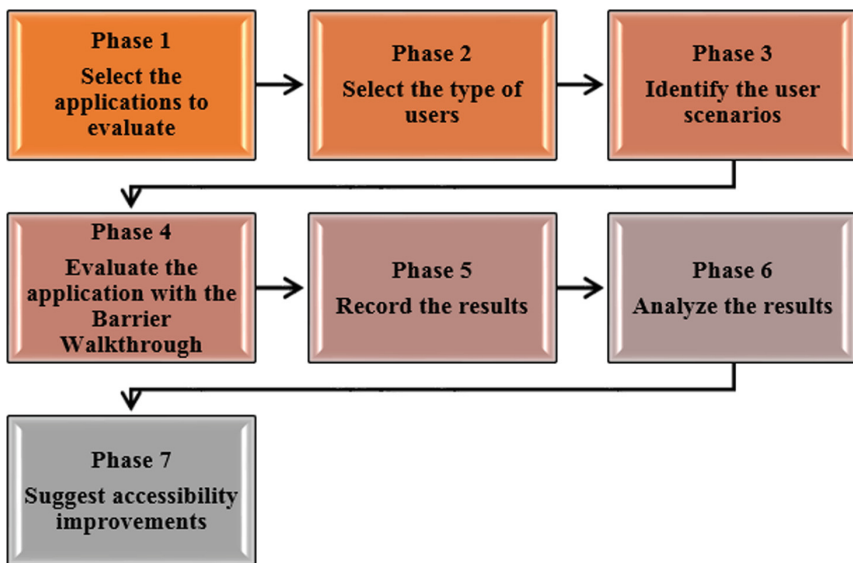 Phase 1
Select the
applications to
evaluate
Phase 2
Select the type of
users
Phase 3
Identify the user
scenarios
Phase 4
Evaluate the
application with the
Barrier
Walkthrough
Phase 5
Record the results
Phase 6
Analyze the results
Phase 7
Suggest accessibility
improvements